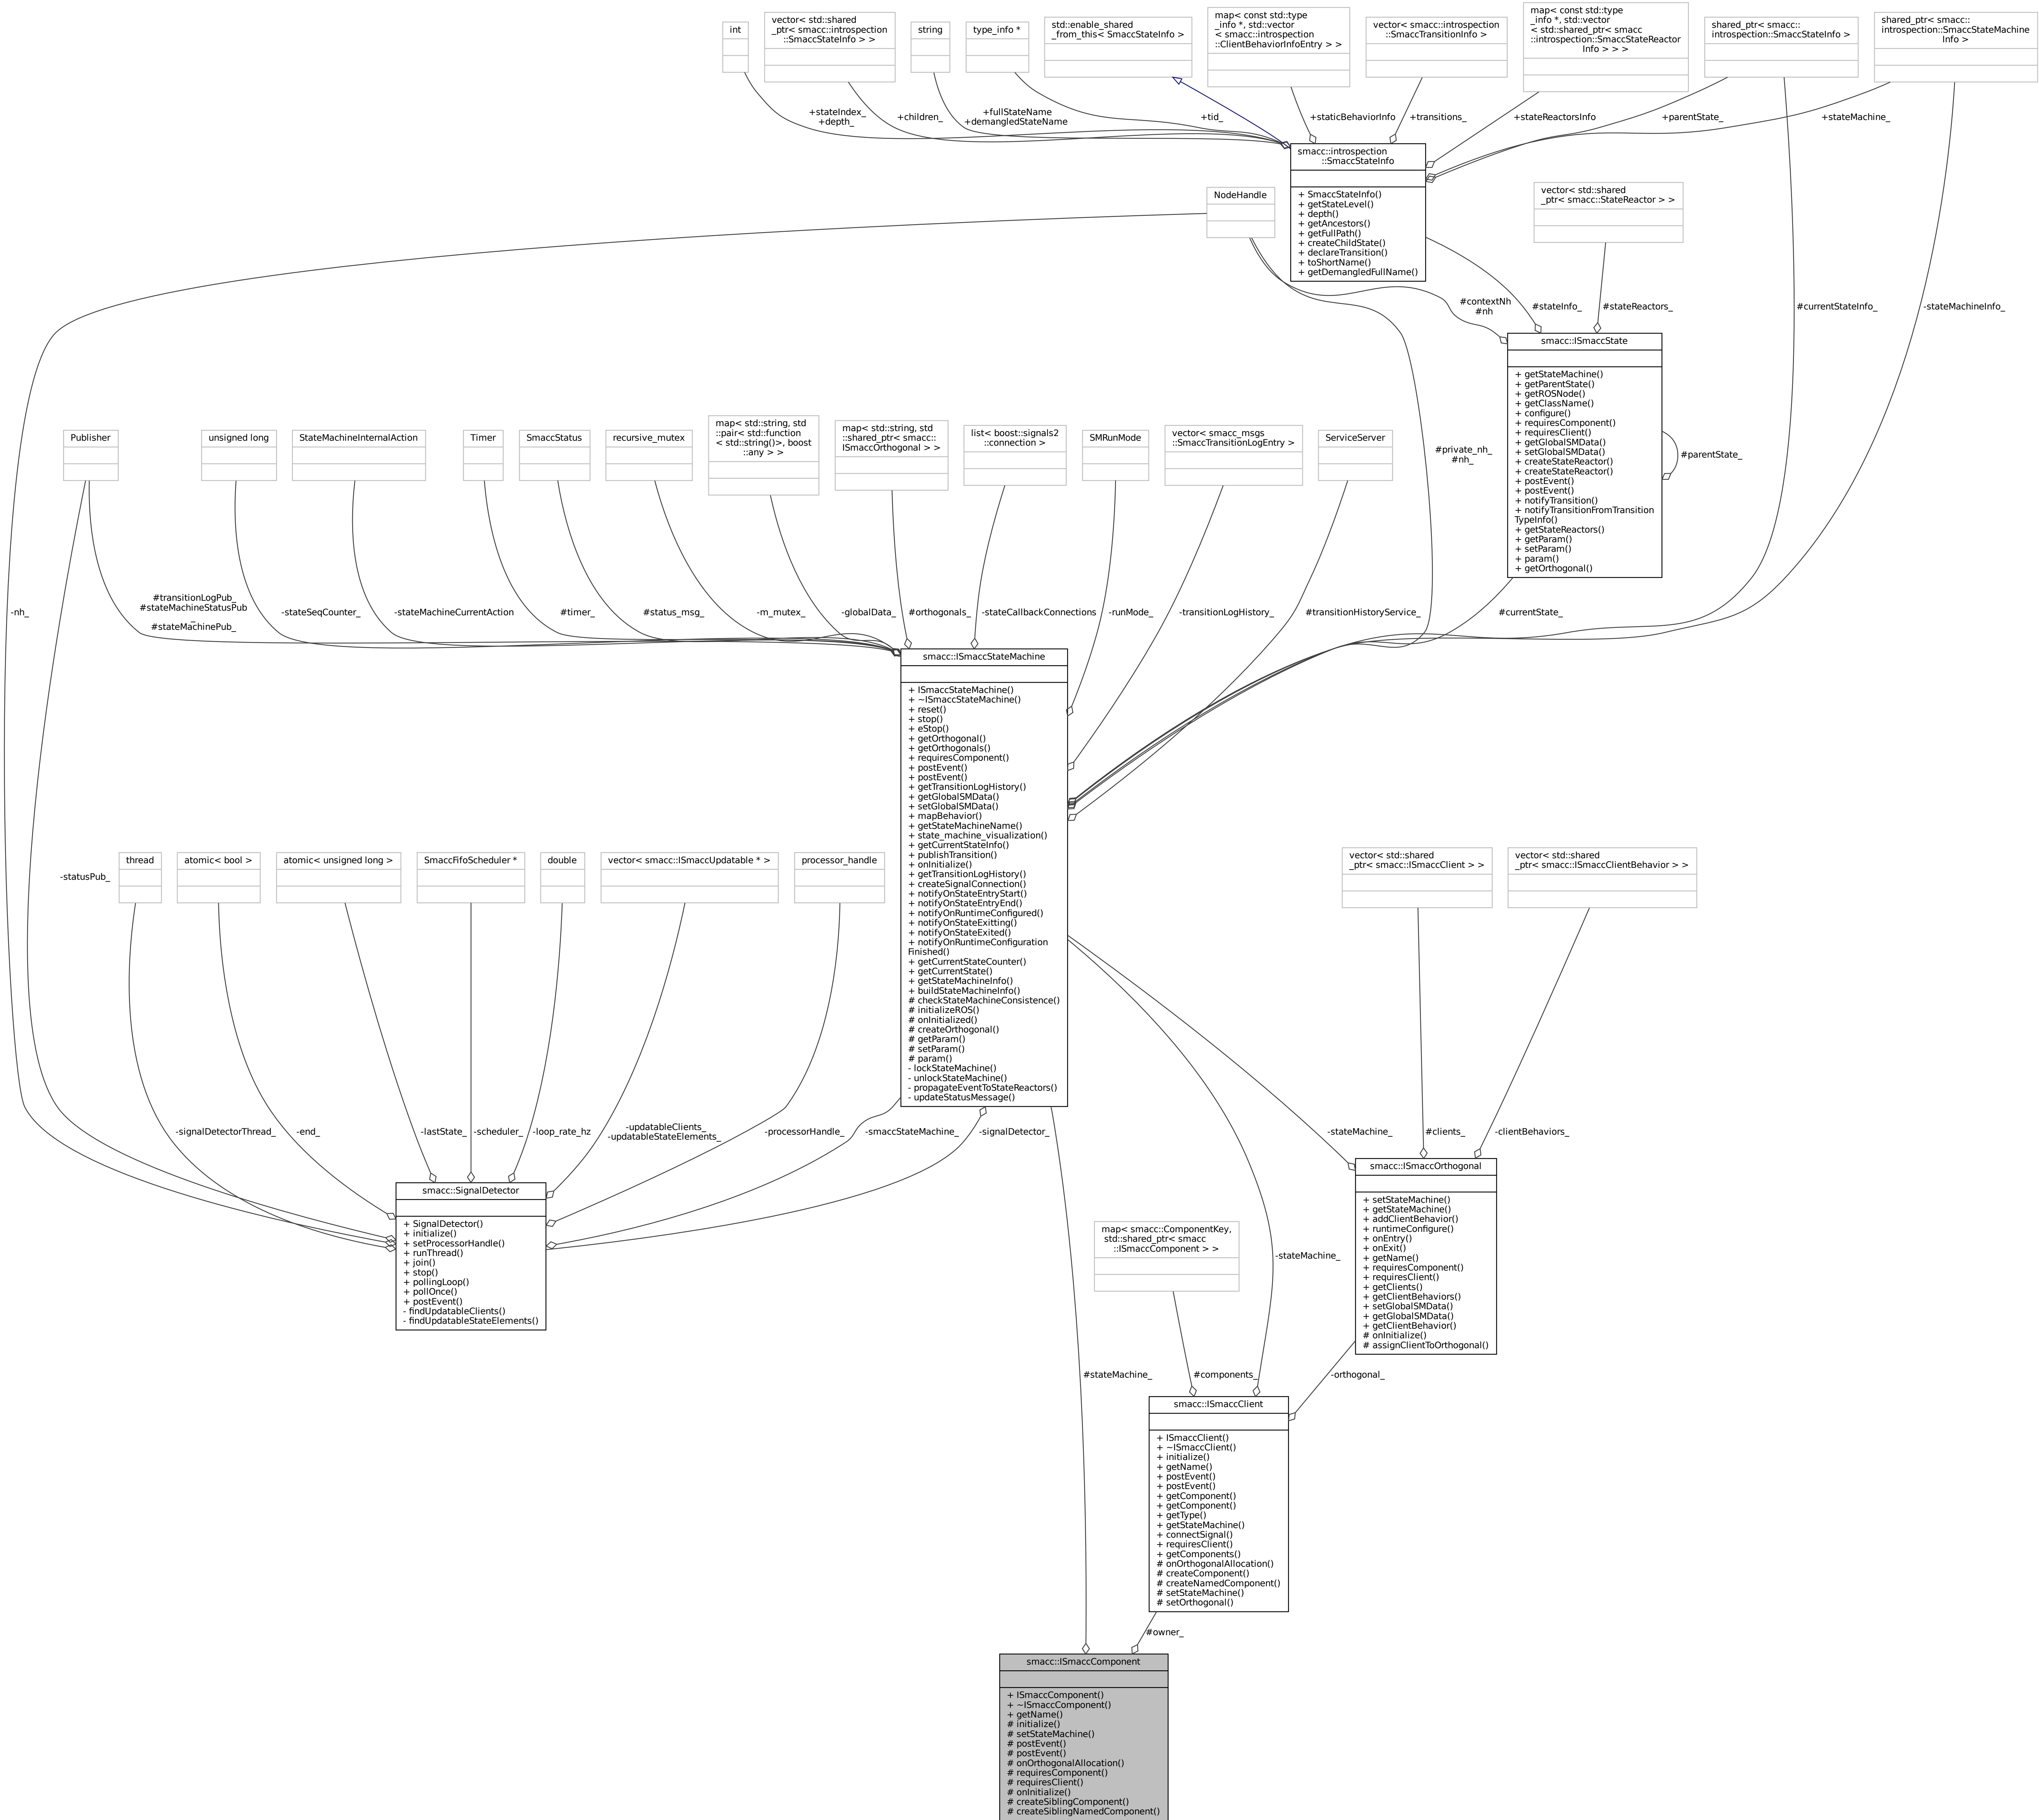 int
vector< std::shared
_ptr< smacc::introspection
::SmaccStateInfo > >
string
type_info *
std::enable_shared
_from_this< SmaccStateInfo >
map< const std::type
_info *, std::vector
< smacc::introspection
::ClientBehaviorInfoEntry > >
vector< smacc::introspection
::SmaccTransitionInfo >
map< const std::type
_info *, std::vector
< std::shared_ptr< smacc
::introspection::SmaccStateReactor
Info > > >
shared_ptr< smacc::
introspection::SmaccStateInfo >
shared_ptr< smacc::
introspection::SmaccStateMachine
Info >
+stateIndex_
+depth_
+children_
+fullStateName
+demangledStateName
+tid_
+staticBehaviorInfo
+transitions_
+stateReactorsInfo
+parentState_
+stateMachine_
smacc::introspection
::SmaccStateInfo
+ SmaccStateInfo()
+ getStateLevel()
+ depth()
+ getAncestors()
+ getFullPath()
+ createChildState()
+ declareTransition()
+ toShortName()
+ getDemangledFullName()
NodeHandle
vector< std::shared
_ptr< smacc::StateReactor > >
#contextNh
#nh
#stateInfo_
#stateReactors_
#currentStateInfo_
-stateMachineInfo_
smacc::ISmaccState
+ getStateMachine()
+ getParentState()
+ getROSNode()
+ getClassName()
+ configure()
+ requiresComponent()
+ requiresClient()
+ getGlobalSMData()
+ setGlobalSMData()
+ createStateReactor()
+ createStateReactor()
+ postEvent()
+ postEvent()
+ notifyTransition()
+ notifyTransitionFromTransition
TypeInfo()
+ getStateReactors()
+ getParam()
+ setParam()
+ param()
+ getOrthogonal()
#parentState_
Publisher
unsigned long
StateMachineInternalAction
Timer
SmaccStatus
recursive_mutex
map< std::string, std
::pair< std::function
< std::string()>, boost
::any > >
map< std::string, std
::shared_ptr< smacc::
ISmaccOrthogonal > >
list< boost::signals2
::connection >
SMRunMode
vector< smacc_msgs
::SmaccTransitionLogEntry >
ServiceServer
#private_nh_
#nh_
-nh_
#transitionLogPub_
#stateMachineStatusPub
_
#stateMachinePub_
-stateSeqCounter_
-stateMachineCurrentAction
#timer_
#status_msg_
-m_mutex_
-globalData_
#orthogonals_
-stateCallbackConnections
-runMode_
-transitionLogHistory_
#transitionHistoryService_
#currentState_
smacc::ISmaccStateMachine
+ ISmaccStateMachine()
+ ~ISmaccStateMachine()
+ reset()
+ stop()
+ eStop()
+ getOrthogonal()
+ getOrthogonals()
+ requiresComponent()
+ postEvent()
+ postEvent()
+ getTransitionLogHistory()
+ getGlobalSMData()
+ setGlobalSMData()
+ mapBehavior()
+ getStateMachineName()
+ state_machine_visualization()
+ getCurrentStateInfo()
+ publishTransition()
+ onInitialize()
+ getTransitionLogHistory()
+ createSignalConnection()
+ notifyOnStateEntryStart()
+ notifyOnStateEntryEnd()
+ notifyOnRuntimeConfigured()
+ notifyOnStateExitting()
+ notifyOnStateExited()
+ notifyOnRuntimeConfiguration
Finished()
+ getCurrentStateCounter()
+ getCurrentState()
+ getStateMachineInfo()
+ buildStateMachineInfo()
# checkStateMachineConsistence()
# initializeROS()
# onInitialized()
# createOrthogonal()
# getParam()
# setParam()
# param()
- lockStateMachine()
- unlockStateMachine()
- propagateEventToStateReactors()
- updateStatusMessage()
-statusPub_
thread
atomic< bool >
atomic< unsigned long >
SmaccFifoScheduler *
double
vector< smacc::ISmaccUpdatable * >
processor_handle
vector< std::shared
_ptr< smacc::ISmaccClient > >
vector< std::shared
_ptr< smacc::ISmaccClientBehavior > >
-signalDetectorThread_
-end_
-lastState_
-scheduler_
-loop_rate_hz
-updatableClients_
-updatableStateElements_
-processorHandle_
-smaccStateMachine_
-signalDetector_
-stateMachine_
#clients_
-clientBehaviors_
smacc::SignalDetector
+ SignalDetector()
+ initialize()
+ setProcessorHandle()
+ runThread()
+ join()
+ stop()
+ pollingLoop()
+ pollOnce()
+ postEvent()
- findUpdatableClients()
- findUpdatableStateElements()
smacc::ISmaccOrthogonal
+ setStateMachine()
+ getStateMachine()
+ addClientBehavior()
+ runtimeConfigure()
+ onEntry()
+ onExit()
+ getName()
+ requiresComponent()
+ requiresClient()
+ getClients()
+ getClientBehaviors()
+ setGlobalSMData()
+ getGlobalSMData()
+ getClientBehavior()
# onInitialize()
# assignClientToOrthogonal()
map< smacc::ComponentKey,
std::shared_ptr< smacc
::ISmaccComponent > >
-stateMachine_
#stateMachine_
#components_
-orthogonal_
smacc::ISmaccClient
+ ISmaccClient()
+ ~ISmaccClient()
+ initialize()
+ getName()
+ postEvent()
+ postEvent()
+ getComponent()
+ getComponent()
+ getType()
+ getStateMachine()
+ connectSignal()
+ requiresClient()
+ getComponents()
# onOrthogonalAllocation()
# createComponent()
# createNamedComponent()
# setStateMachine()
# setOrthogonal()
#owner_
smacc::ISmaccComponent
+ ISmaccComponent()
+ ~ISmaccComponent()
+ getName()
# initialize()
# setStateMachine()
# postEvent()
# postEvent()
# onOrthogonalAllocation()
# requiresComponent()
# requiresClient()
# onInitialize()
# createSiblingComponent()
# createSiblingNamedComponent()